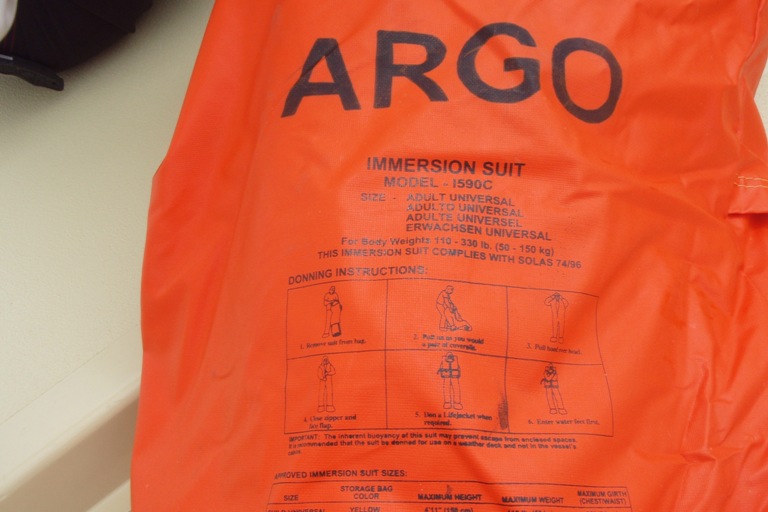 ARGO
IMMERSION SUIT
MODEL - I590C
SIZE - ADULT UNIVERSAL
ADULTO UNIVERSAL
ADULTE UNIVERSEL
ERWACHSEN UNIVERSAL
For Body Weights 110 - 330 lb. (50 - 150 kg)
THIS IMMERSION SUIT COMPLIES WITH SOLAS 74/96
DONNING INSTRUCTIONS:
1. Remove suit from bag.
2. Pull on as you would
a pair of coveralls.
3. Pull hood over head.
4. Close zipper and
face flap.
5. Don a Lifejacket when
required.
6. Enter water feet first.
IMPORTANT: The inherent buoyancy of this suit may prevent escape from enclosed spaces.
It is recommended that the suit be donned for use on a weather deck and not in the vessel's
APPROVED IMMERSION SUIT SIZES:
SIZE
STORAGE BAG
COLOR
MAXIMUM HEIGHT
MAXIMUM WEIGHT
MAXIMUM GIRTH
(CHEST/WAIST)
YELLOW
4'11" (150 cm)